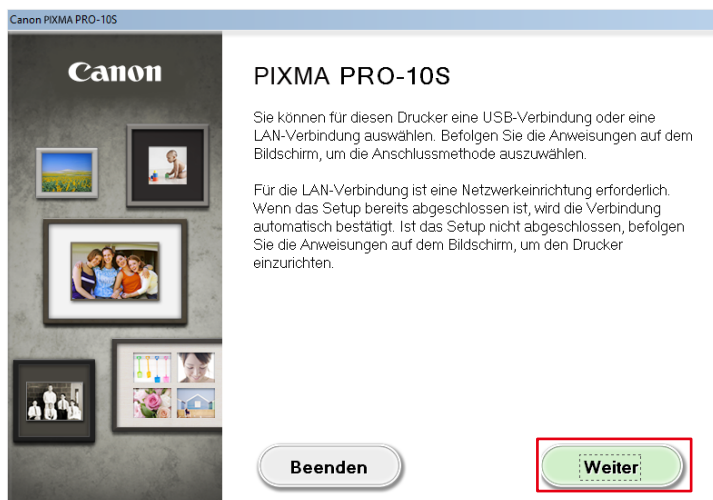 Canon PIXMA PRO-10S
Canon
PIXMA PRO-10S
Sie können für diesen Drucker eine USB-Verbindung oder eine
LAN-Verbindung auswählen. Befolgen Sie die Anweisungen auf dem
Bildschirm, um die Anschlussmethode auszuwählen.
Für die LAN-Verbindung ist eine Netzwerkeinrichtung erforderlich.
Wenn das Setup bereits abgeschlossen ist, wird die Verbindung
automatisch bestätigt. Ist das Setup nicht abgeschlossen, befolgen
Sie die Anweisungen auf dem Bildschirm, um den Drucker
einzurichten.
Beenden
Weiter